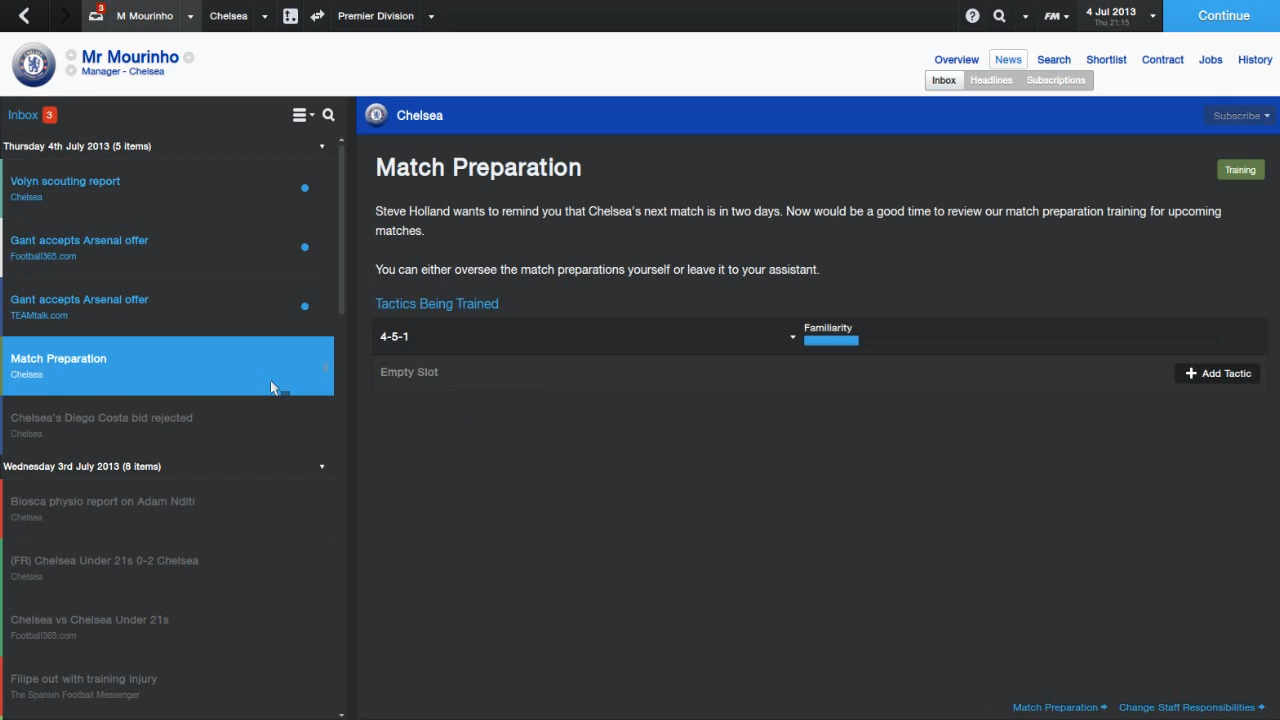 3
M Mourinho
Chelsea
Premier Division
FM
4 Jul 2013
Thu 21:15
Continue
Mr Mourinho
Manager - Chelsea
Overview
News
Search
Shortlist
Contract
Jobs
History
Inbox
Headlines
Subscriptions
Inbox 3
Thursday 4th July 2013 (5 items)
Volyn scouting report
Chelsea
Gant accepts Arsenal offer
Football365.com
Gant accepts Arsenal offer
TEAMtalk.com
Match Preparation
Chelsea
Chelsea's Diego Costa bid rejected
Chelsea
Wednesday 3rd July 2013 (8 items)
Biosca physio report on Adam Nditi
Chelsea
(FR) Chelsea Under 21s 0-2 Chelsea
Chelsea
Chelsea vs Chelsea Under 21s
Football365.com
Filipe out with training injury
The Spanish Football Messenger
Chelsea
Subscribe
Match Preparation
Training
Steve Holland wants to remind you that Chelsea's next match is in two days. Now would be a good time to review our match preparation training for upcoming
matches.
You can either oversee the match preparations yourself or leave it to your assistant.
Tactics Being Trained
4-5-1
Familiarity
Empty Slot
Add Tactic
Match Preparation
Change Staff Responsibilities